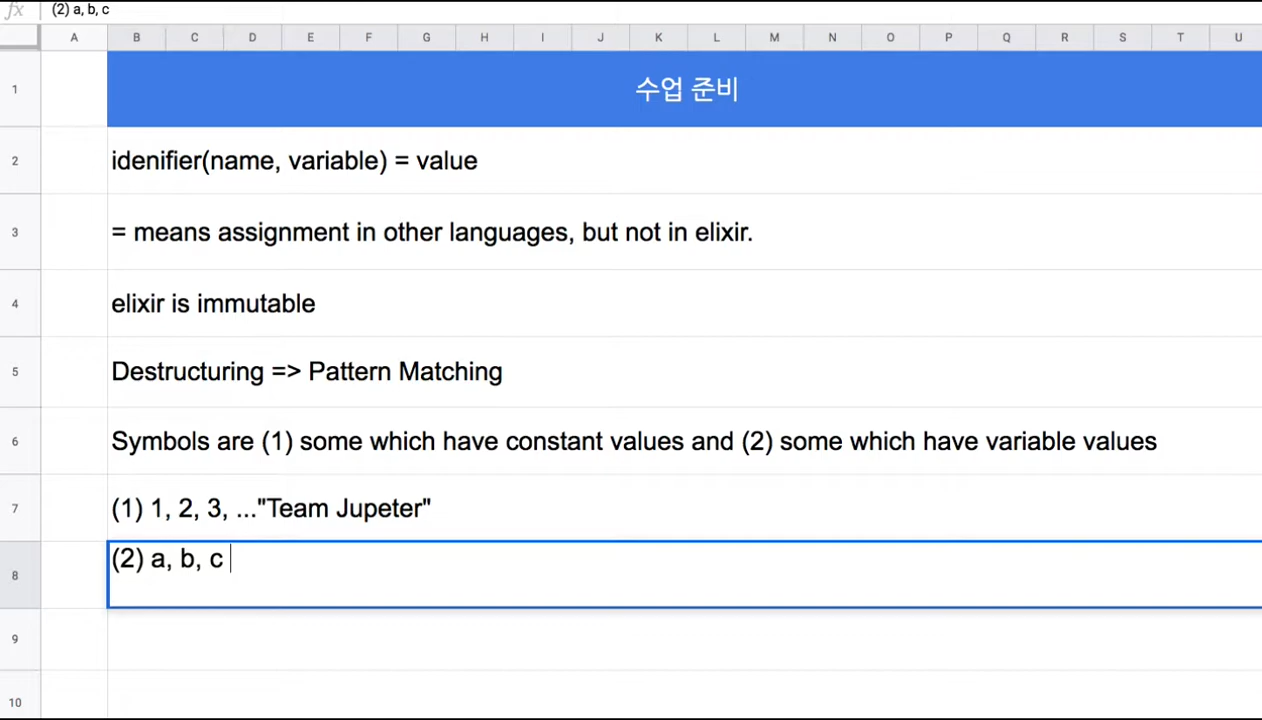 fx (2) a, b, c
A B C D E F G H I J K L M N O P Q R S T U
1 수업 준비
2 idenifier(name, variable) = value
3 = means assignment in other languages, but not in elixir.
4 elixir is immutable
5 Destructuring => Pattern Matching
6 Symbols are (1) some which have constant values and (2) some which have variable values
7 (1) 1, 2, 3, ..."Team Jupeter"
8 (2) a, b, c
9
10